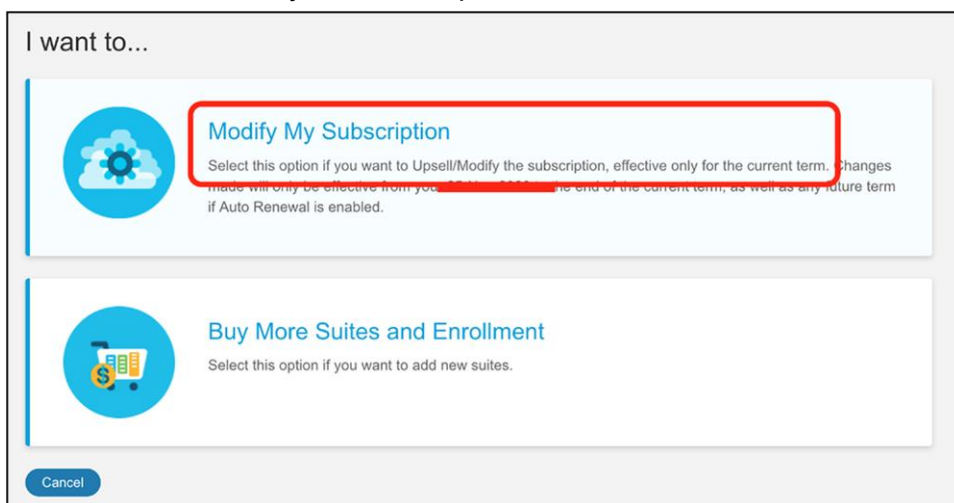 I want to...
Modify My Subscription
Select this option if you want to Upsell/Modify the subscription, effective only for the current term. Changes
made will only be effective from your to the end of the current term, as well as any future term
if Auto Renewal is enabled.
Buy More Suites and Enrollment
Select this option if you want to add new suites.
$
Cancel